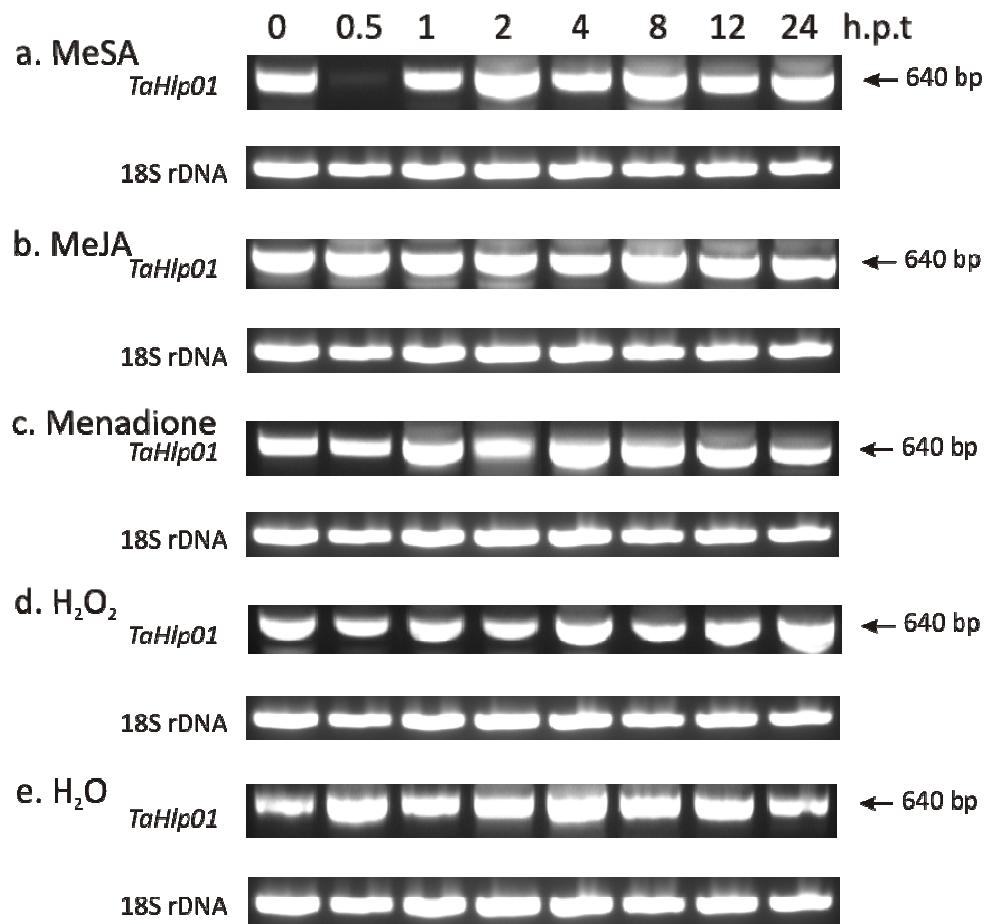 0 0.5 1 2 4 8 12 24 h.p.t
a. MeSA
TaHlp01 ← 640 bp
18S rDNA
b. MeJA
TaHlp01 ← 640 bp
18S rDNA
c. Menadione
TaHlp01 ← 640 bp
18S rDNA
d. H₂O₂
TaHlp01 ← 640 bp
18S rDNA
e. H₂O
TaHlp01 ← 640 bp
18S rDNA